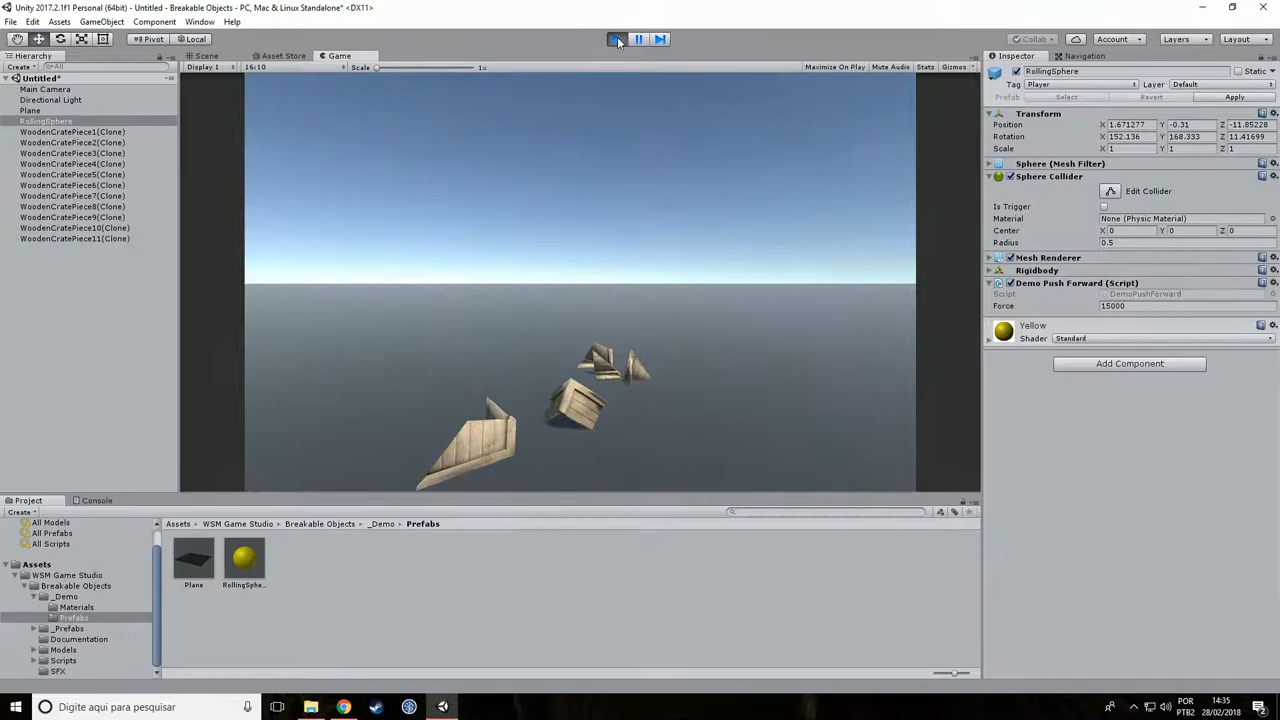 Unity 2017.2.1f1 Personal (64bit) - Untitled - Breakable Objects - PC, Mac & Linux Standalone* <DX11>
File Edit Assets GameObject Component Window Help
Pivot Local Collab Account Layers Layout
Hierarchy Scene Asset Store Game Inspector Navigation
Create All Display 1 16:10 Scale 1x Maximize On Play Mute Audio Stats Gizmos RollingSphere Static
Untitled*
Main Camera
Directional Light
Plane
RollingSphere
WoodenCratePiece1(Clone)
WoodenCratePiece2(Clone)
WoodenCratePiece3(Clone)
WoodenCratePiece4(Clone)
WoodenCratePiece5(Clone)
WoodenCratePiece6(Clone)
WoodenCratePiece7(Clone)
WoodenCratePiece8(Clone)
WoodenCratePiece9(Clone)
WoodenCratePiece10(Clone)
WoodenCratePiece11(Clone)
Tag Player Layer Default
Prefab Select Revert Apply
Transform
Position X 1.671277 Y -0.31 Z -11.85228
Rotation X 152.136 Y 168.333 Z 11.41699
Scale X 1 Y 1 Z 1
Sphere (Mesh Filter)
Sphere Collider
Edit Collider
Is Trigger
Material None (Physic Material)
Center X 0 Y 0 Z 0
Radius 0.5
Mesh Renderer
Rigidbody
Demo Push Forward (Script)
Script DemoPushForward
Force 15000
Yellow
Shader Standard
Add Component
Project Console
Create
All Models
All Prefabs
All Scripts
Assets
WSM Game Studio
Breakable Objects
_Demo
Materials
Prefabs
_Prefabs
Documentation
Models
Scripts
SFX
Assets WSM Game Studio Breakable Objects _Demo Prefabs
Plane RollingSphe...
Digite aqui para pesquisar
POR
PTB2
14:35
28/02/2018
2